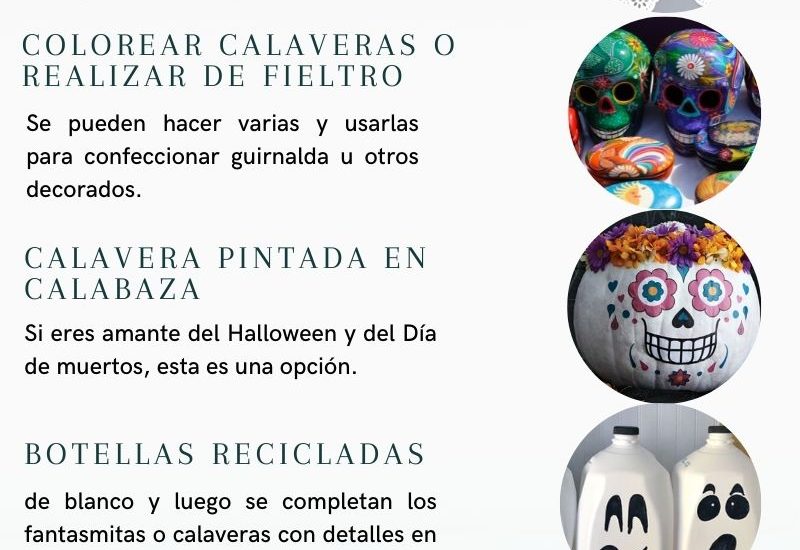 COLOREAR CALAVERAS O
REALIZAR DE FIELTRO
Se pueden hacer varias y usarlas
para confeccionar guirnalda u otros
decorados.
CALAVERA PINTADA EN
CALABAZA
Si eres amante del Halloween y del Día
de muertos, esta es una opción.
BOTELLAS RECICLADAS
de blanco y luego se completan los
fantasmitas o calaveras con detalles en